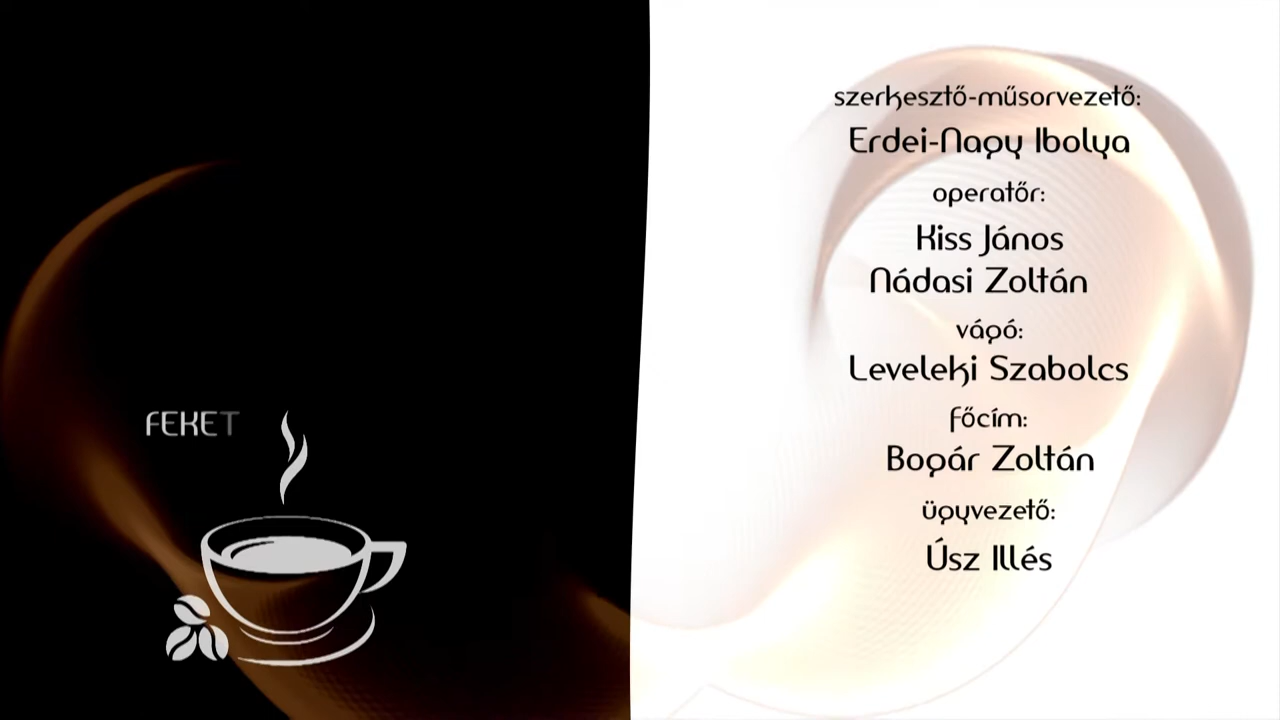 FEKET
szerkesztő-műsorvezető:
Erdei-Nagy Ibolya
operatőr:
Kiss János
Nádasi Zoltán
vágó:
Leveleki Szabolcs
főcím:
Bogár Zoltán
ügyvezető:
Úsz Illés